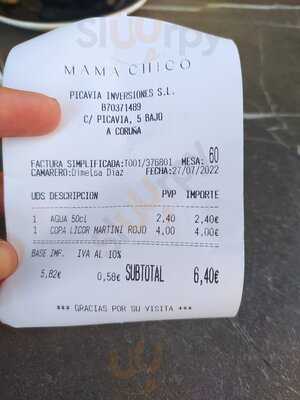 Sluurpy
MAMA CHICO
PICAVIA INVERSIONES S.L.
B70371489
C/ PICAVIA, 5 BAJO
A CORUÑA
FACTURA SIMPLIFICADA:T001/376801 MESA: 60
CAMARERO:Dimelsa Diaz FECHA:27/07/2022
UDS DESCRIPCION PVP IMPORTE
1 AGUA 50cl 2,40 2,40€
1 COPA LICOR MARTINI ROJO 4,00 4,00€
BASE IMP. IVA AL 10%
5,82€ 0,58€ SUBTOTAL 6,40€
*** GRACIAS POR SU VISITA ***